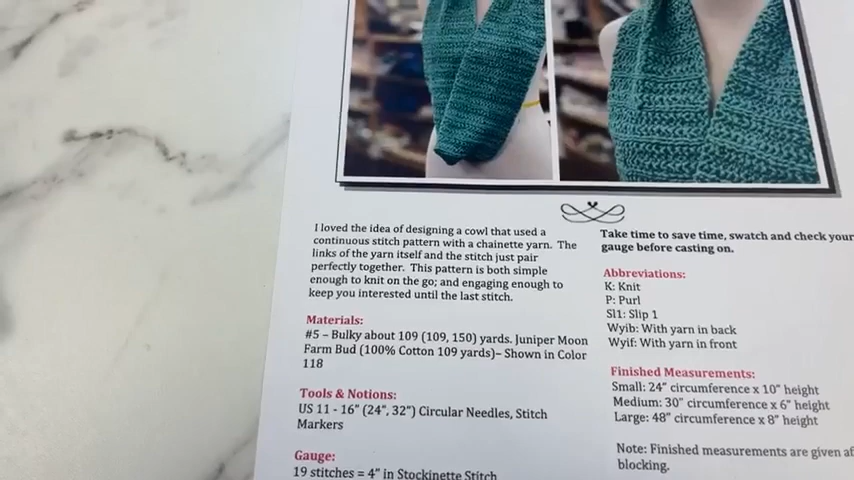 I loved the idea of designing a cowl that used a
continuous stitch pattern with a chainette yarn.  The
links of the yarn itself and the stitch just pair
perfectly together.  This pattern is both simple
enough to knit on the go; and engaging enough to
keep you interested until the last stitch.
Materials:
#5 – Bulky about 109 (109, 150) yards. Juniper Moon
Farm Bud (100% Cotton 109 yards)– Shown in Color
118
Tools & Notions:
US 11 - 16” (24”, 32”) Circular Needles, Stitch
Markers
Gauge:
19 stitches = 4” in Stockinette Stitch
Take time to save time, swatch and check your
gauge before casting on.
Abbreviations:
K: Knit
P: Purl
Sl1: Slip 1
Wyib: With yarn in back
Wyif: With yarn in front
Finished Measurements:
Small: 24” circumference x 10” height
Medium: 30” circumference x 6” height
Large: 48” circumference x 8” height
Note: Finished measurements are given
blocking.